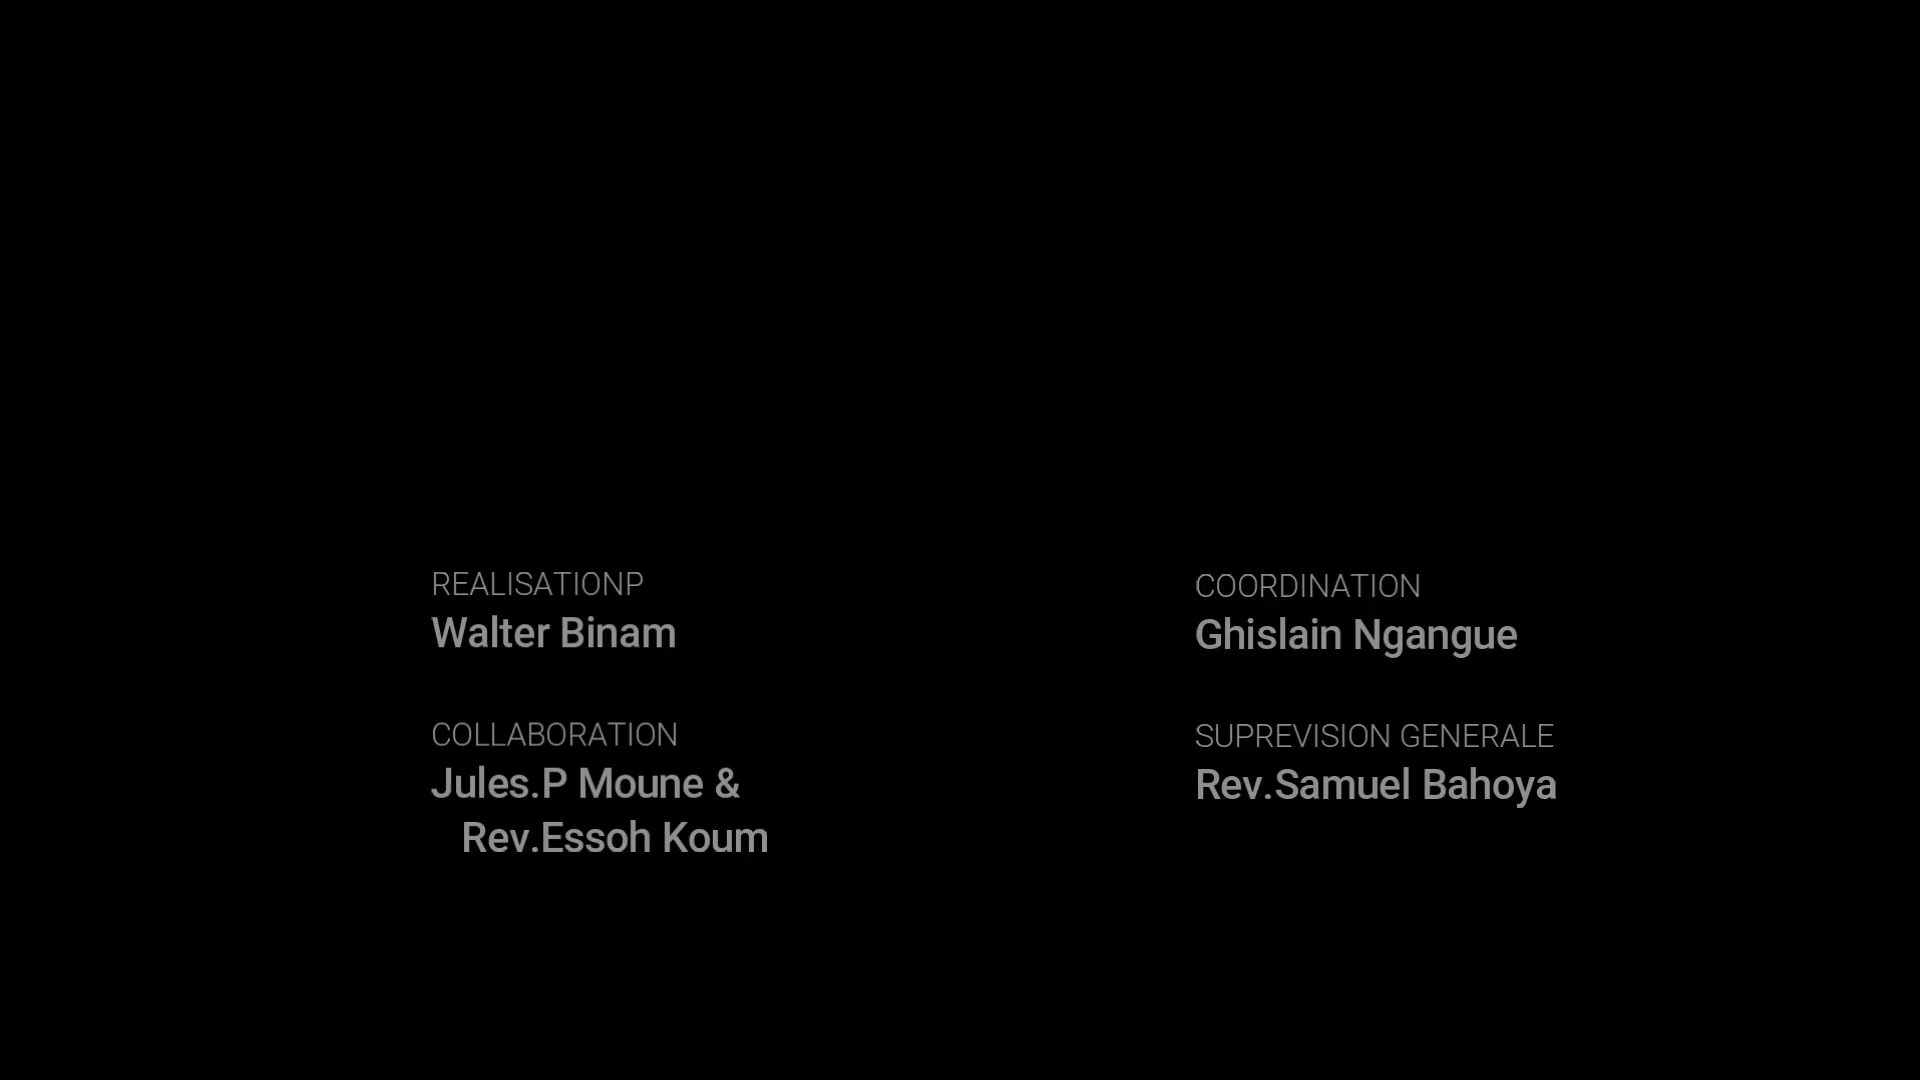 REALISATIONP
Walter Binam
COLLABORATION
Jules.P Moune &
Rev.Essoh Koum
COORDINATION
Ghislain Ngangue
SUPREVISION GENERALE
Rev.Samuel Bahoya